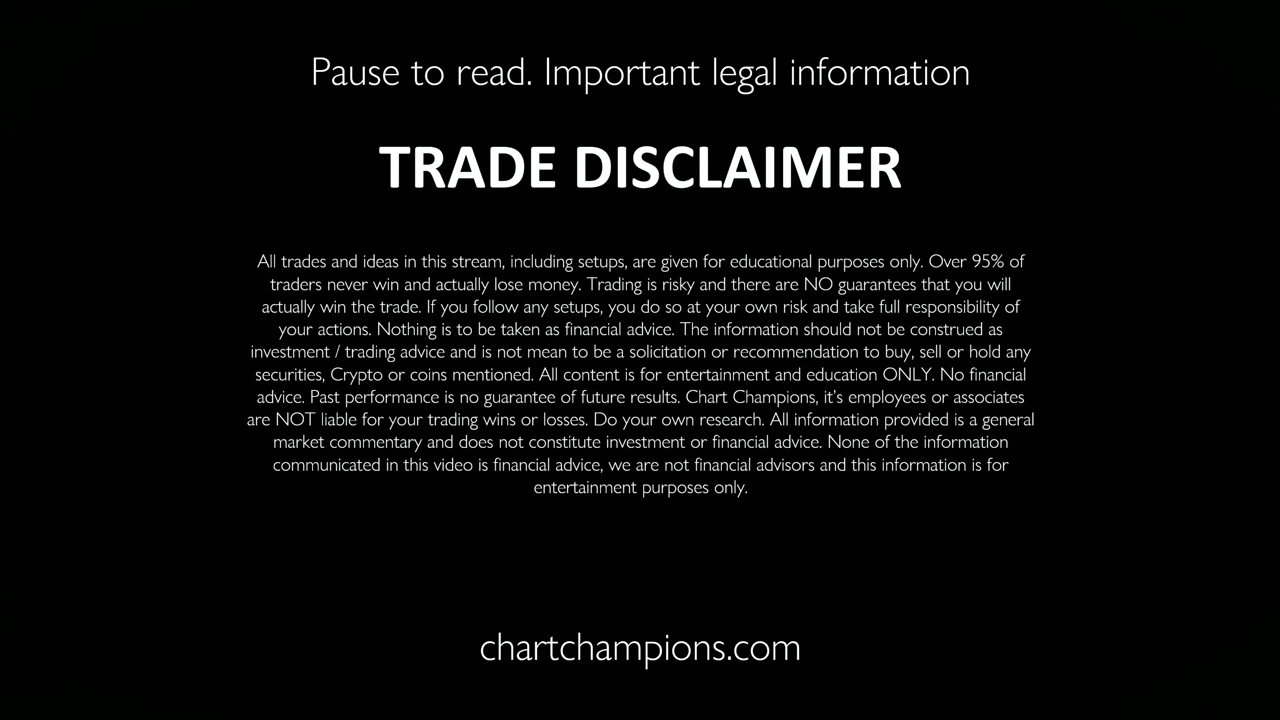 Pause to read. Important legal information
TRADE DISCLAIMER
All trades and ideas in this stream, including setups, are given for educational purposes only. Over 95% of
traders never win and actually lose money. Trading is risky and there are NO guarantees that you will
actually win the trade. If you follow any setups, you do so at your own risk and take full responsibility of
your actions. Nothing is to be taken as financial advice. The information should not be construed as
investment / trading advice and is not mean to be a solicitation or recommendation to buy, sell or hold any
securities, Crypto or coins mentioned. All content is for entertainment and education ONLY. No financial
advice. Past performance is no guarantee of future results. Chart Champions, it's employees or associates
are NOT liable for your trading wins or losses. Do your own research. All information provided is a general
market commentary and does not constitute investment or financial advice. None of the information
communicated in this video is financial advice, we are not financial advisors and this information is for
entertainment purposes only.
chartchampions.com